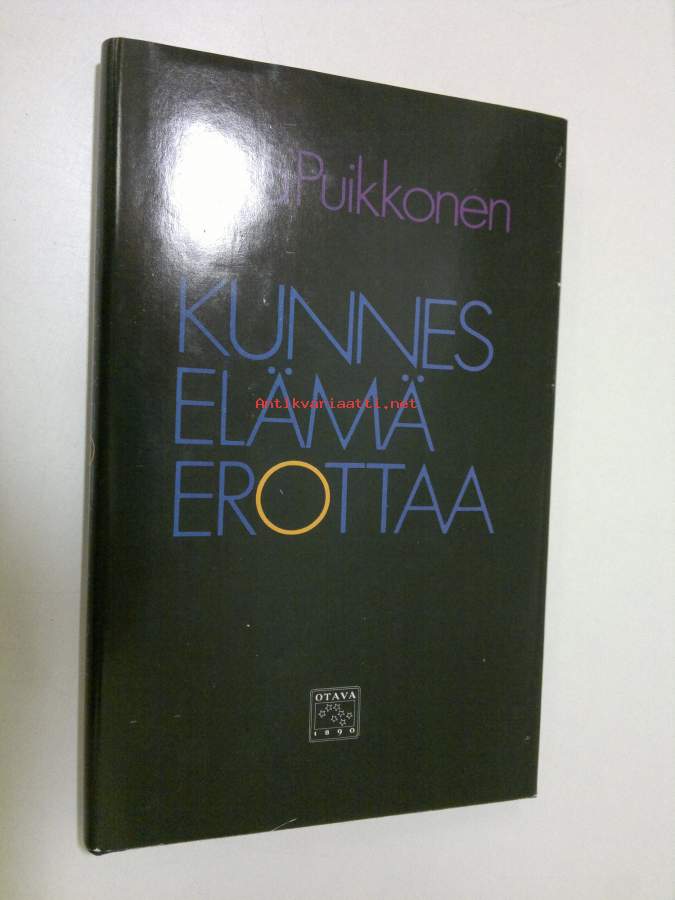 Puikkonen
KUNNES
ELÄMÄ
Antikvariaatti.net
EROTTAA
OTAVA
1890